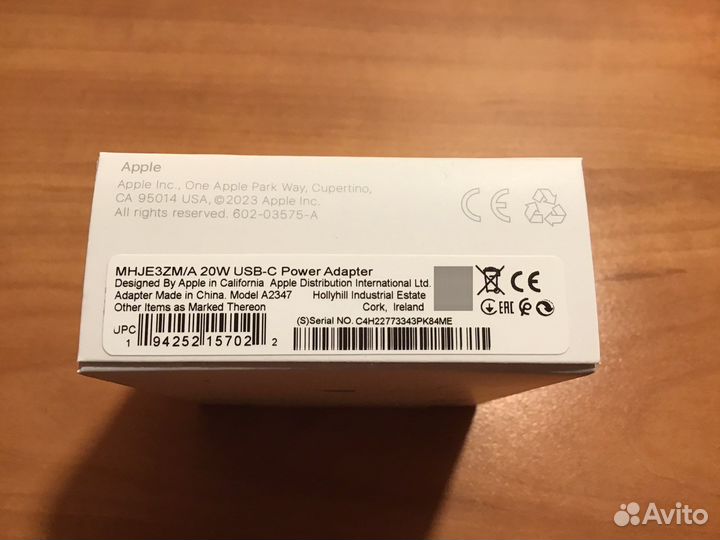 Apple
Apple Inc., One Apple Park Way, Cupertino,
CA 95014 USA, ©2023 Apple Inc.
All rights reserved. 602-03575-A
CE
MHJE3ZM/A 20W USB-C Power Adapter
Designed By Apple in California Apple Distribution International Ltd.
Adapter Made in China. Model A2347 Hollyhill Industrial Estate
Other Items as Marked Thereon Cork, Ireland
CE
EAC
(S)Serial NO. C4H22773343PK84ME
UPC
1 94252 15702 2
Avito